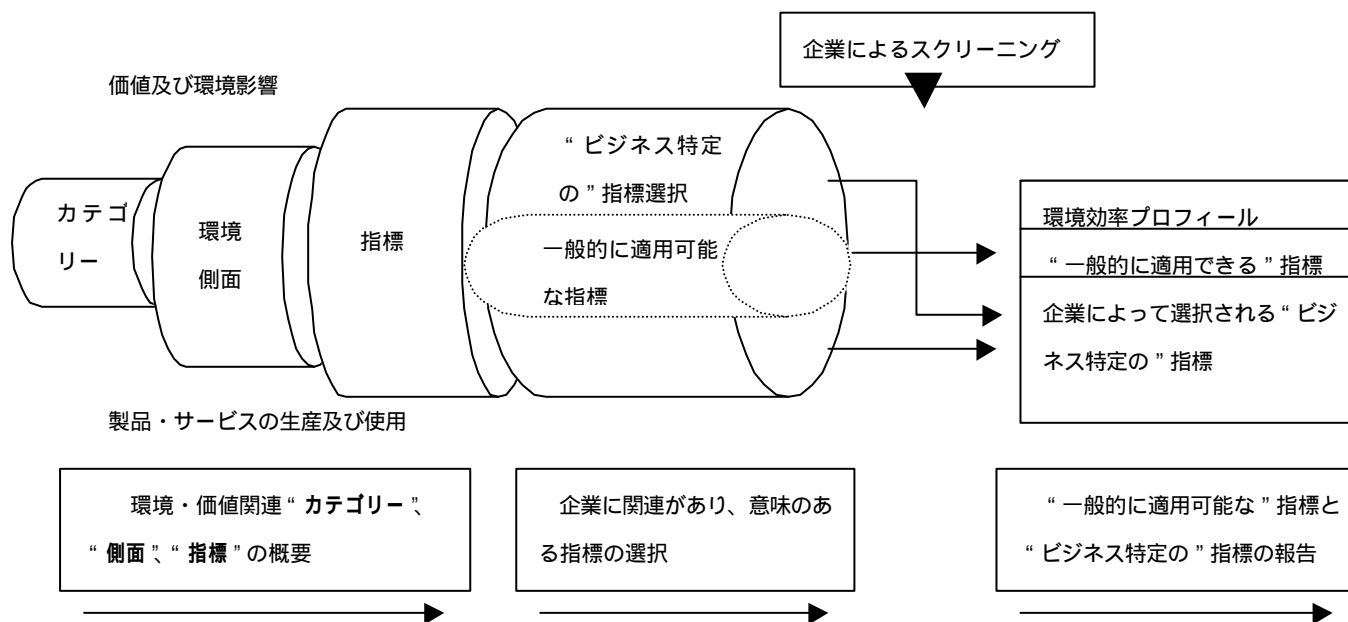 企業によるスクリーニング
価値及び環境影響
カテゴ
リー
環境
側面
指標
“ビジネス特定
の”指標選択
一般的に適用可能
な指標
環境効率プロフィール
“一般的に適用できる”指標
企業によって選択される“ビジ
ネス特定の”指標
製品・サービスの生産及び使用
環境・価値関連“カテゴリー”、
“側面”、“指標”の概要
企業に関連があり、意味のあ
る指標の選択
“一般的に適用可能な”指標と
“ビジネス特定の”指標の報告